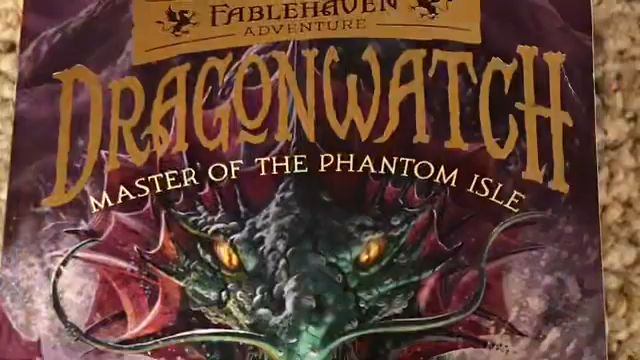 FABLEHAVEN
ADVENTURE
DRAGONWATCH
MASTER OF THE PHANTOM ISLE